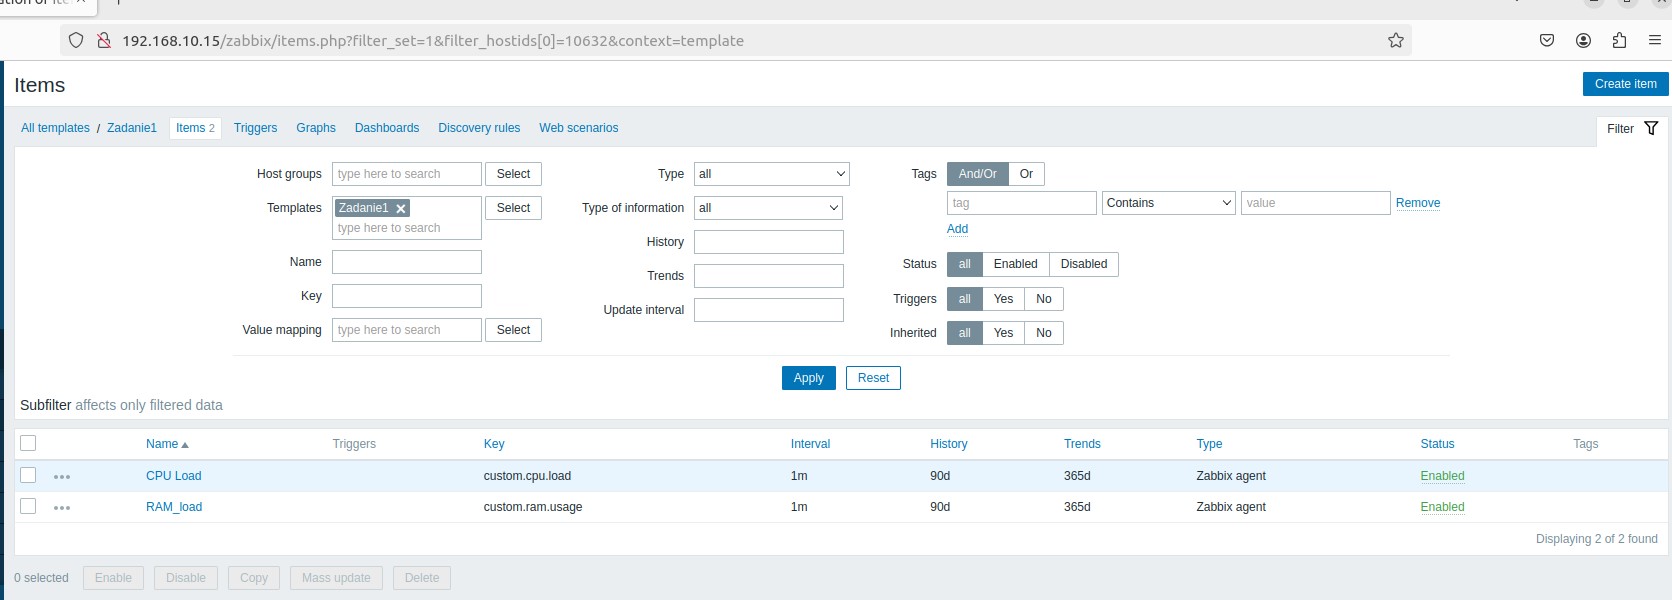 192.168.10.15/zabbix/items.php?filter_set=1&filter_hostids[0]=10632&context=template
Items
Create item
All templates / Zadanie1 Items 2 Triggers Graphs Dashboards Discovery rules Web scenarios
Filter
Host groups type to search Select
Templates Zadanie1 Select
type here to search
Name
Key
Value mapping type here to search Select
Type all
Type of information all
History
Trends
Update interval
Tags And/Or Or
tag Contains value Remove
Add
Status all Enabled Disabled
Triggers all Yes No
Inherited all Yes No
Apply Reset
Subfilter affects only filtered data
Name Triggers Key Interval History Trends Type Status Tags
CPU Load custom.cpu.load 1m 90d 365d Zabbix agent Enabled
RAM_load custom.ram.usage 1m 90d 365d Zabbix agent Enabled
Displaying 2 of 2 found
0 selected Enable Disable Copy Mass update Delete